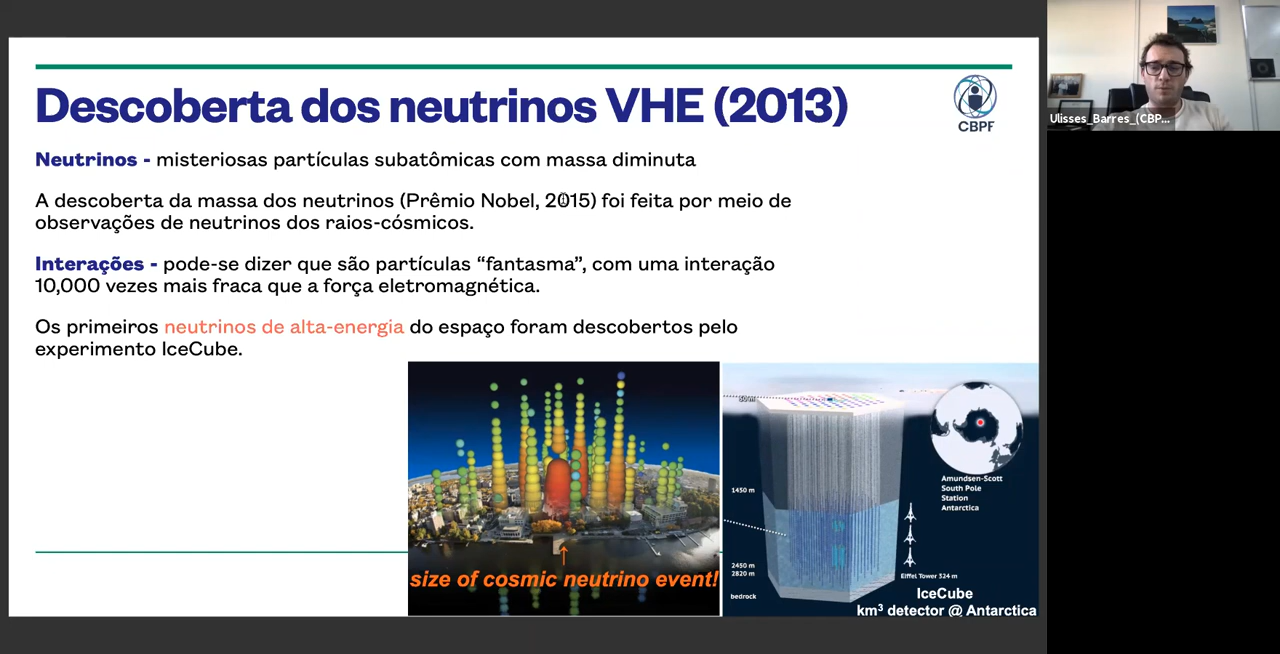 Descoberta dos neutrinos VHE (2013)
CBPF
Neutrinos - misteriosas partículas subatômicas com massa diminuta
A descoberta da massa dos neutrinos (Prêmio Nobel, 2015) foi feita por meio de
observações de neutrinos dos raios-cósmicos.
Interações - pode-se dizer que são partículas “fantasma”, com uma interação
10,000 vezes mais fraca que a força eletromagnética.
Os primeiros neutrinos de alta-energia do espaço foram descobertos pelo
experimento IceCube.
size of cosmic neutrino event!
50 m
1450 m
2450 m
2820 m
bedrock
Amundsen-Scott
South Pole
Station
Antarctica
Eiffel Tower 324 m
IceCube
km³ detector @ Antarctica
Ulisses_Barres_(CBP...